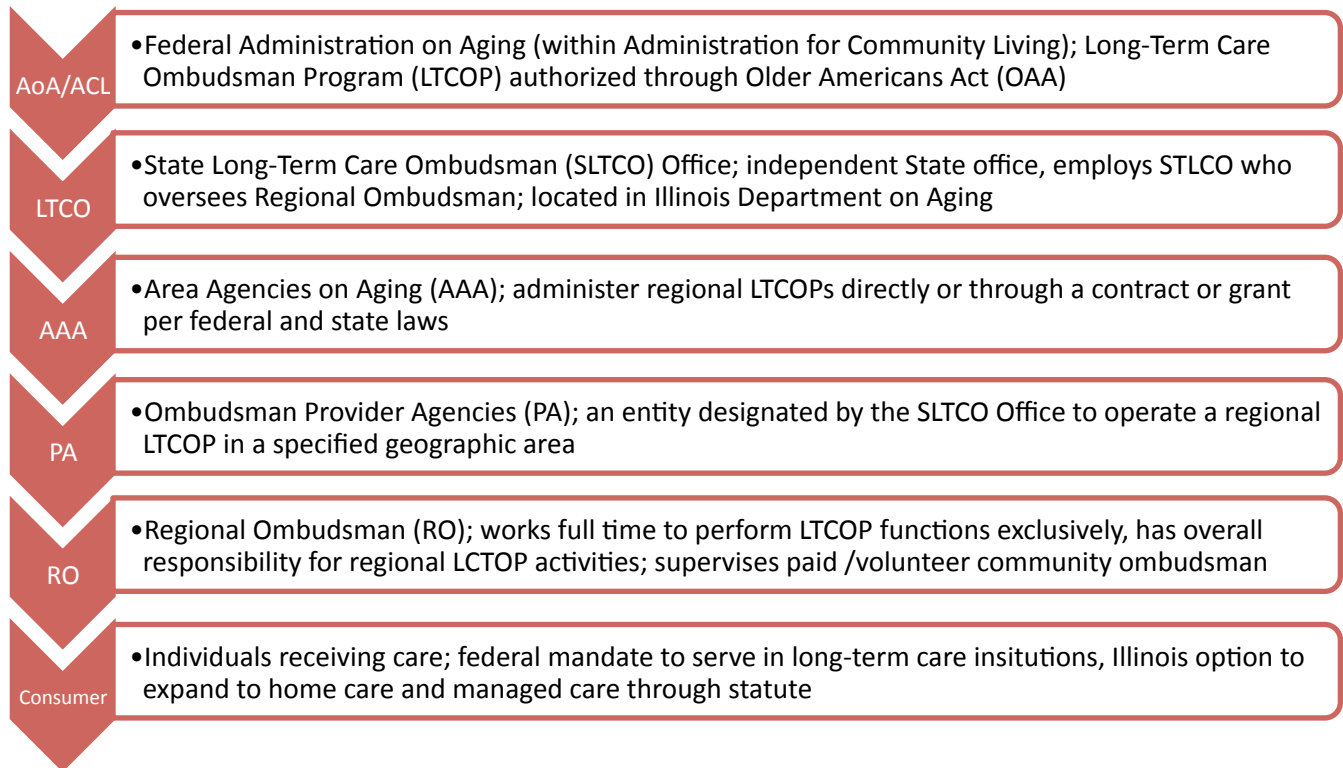 AoA/ACL
•Federal Administration on Aging (within Administration for Community Living); Long-Term Care
Ombudsman Program (LTCOP) authorized through Older Americans Act (OAA)
LTCO
•State Long-Term Care Ombudsman (SLTCO) Office; independent State office, employs STLCO who
oversees Regional Ombudsman; located in Illinois Department on Aging
AAA
•Area Agencies on Aging (AAA); administer regional LTCOPs directly or through a contract or grant
per federal and state laws
PA
•Ombudsman Provider Agencies (PA); an entity designated by the SLTCO Office to operate a regional
LTCOP in a specified geographic area
RO
•Regional Ombudsman (RO); works full time to perform LTCOP functions exclusively, has overall
responsibility for regional LCTOP activities; supervises paid /volunteer community ombudsman
Consumer
•Individuals receiving care; federal mandate to serve in long-term care insitutions, Illinois option to
expand to home care and managed care through statute